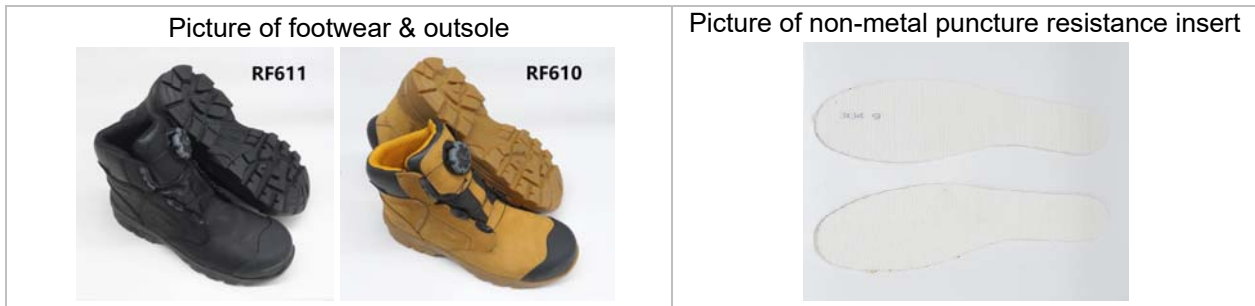 Picture of footwear & outsole
Picture of non-metal puncture resistance insert
RF611
RF610